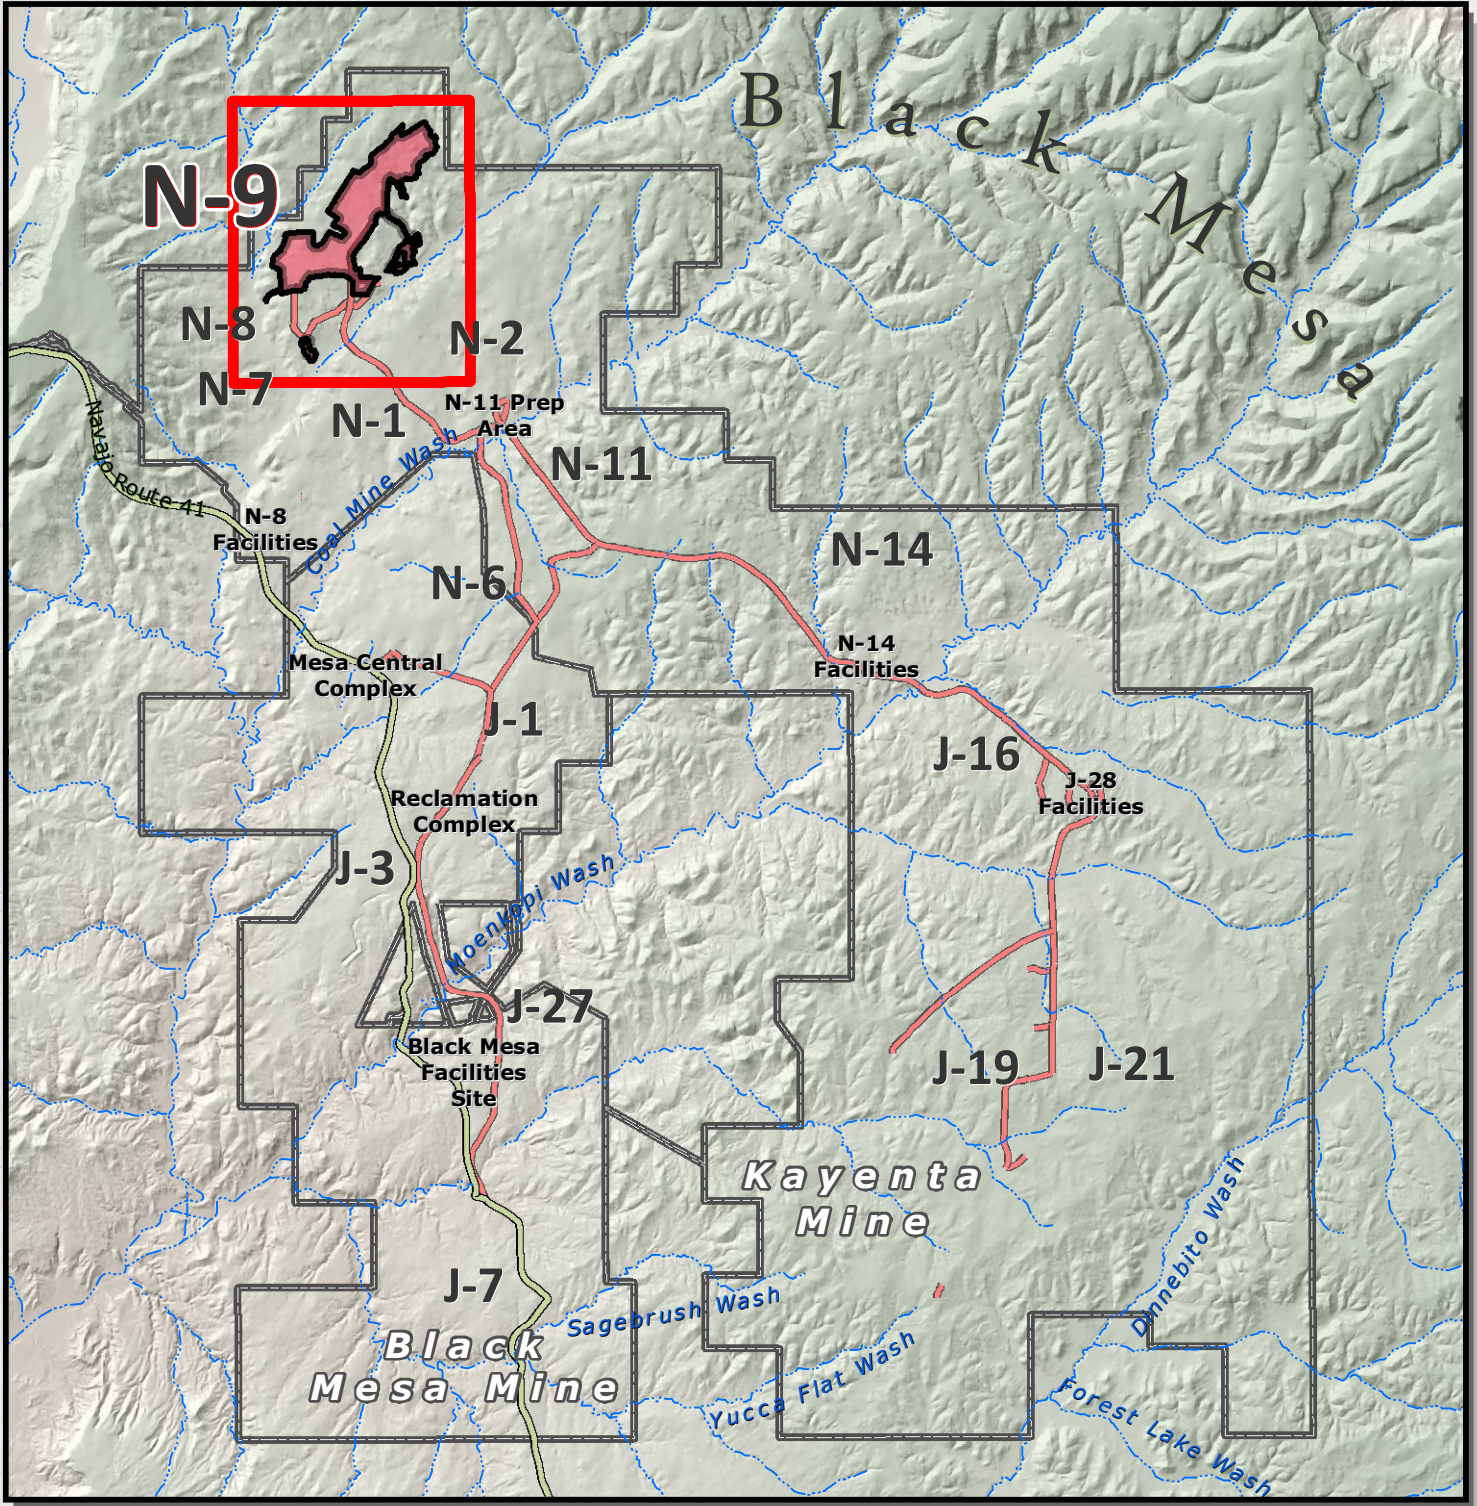 Black
Mesa
N-9
N-8
N-2
N-7
N-1
N-11 Prep
Area
Navajo Route 41
Coal Mine Wash
N-11
N-8
Facilities
N-14
N-6
N-14
Facilities
Mesa Central
Complex
J-1
J-16
J-28
Facilities
Reclamation
Complex
J-3
Moenkopi Wash
J-27
Black Mesa
Facilities
Site
J-19
J-21
Kayenta
Mine
Dinnebito Wash
J-7
Sagebrush Wash
Black
Mesa Mine
Yucca Flat Wash
Forest Lake Wash